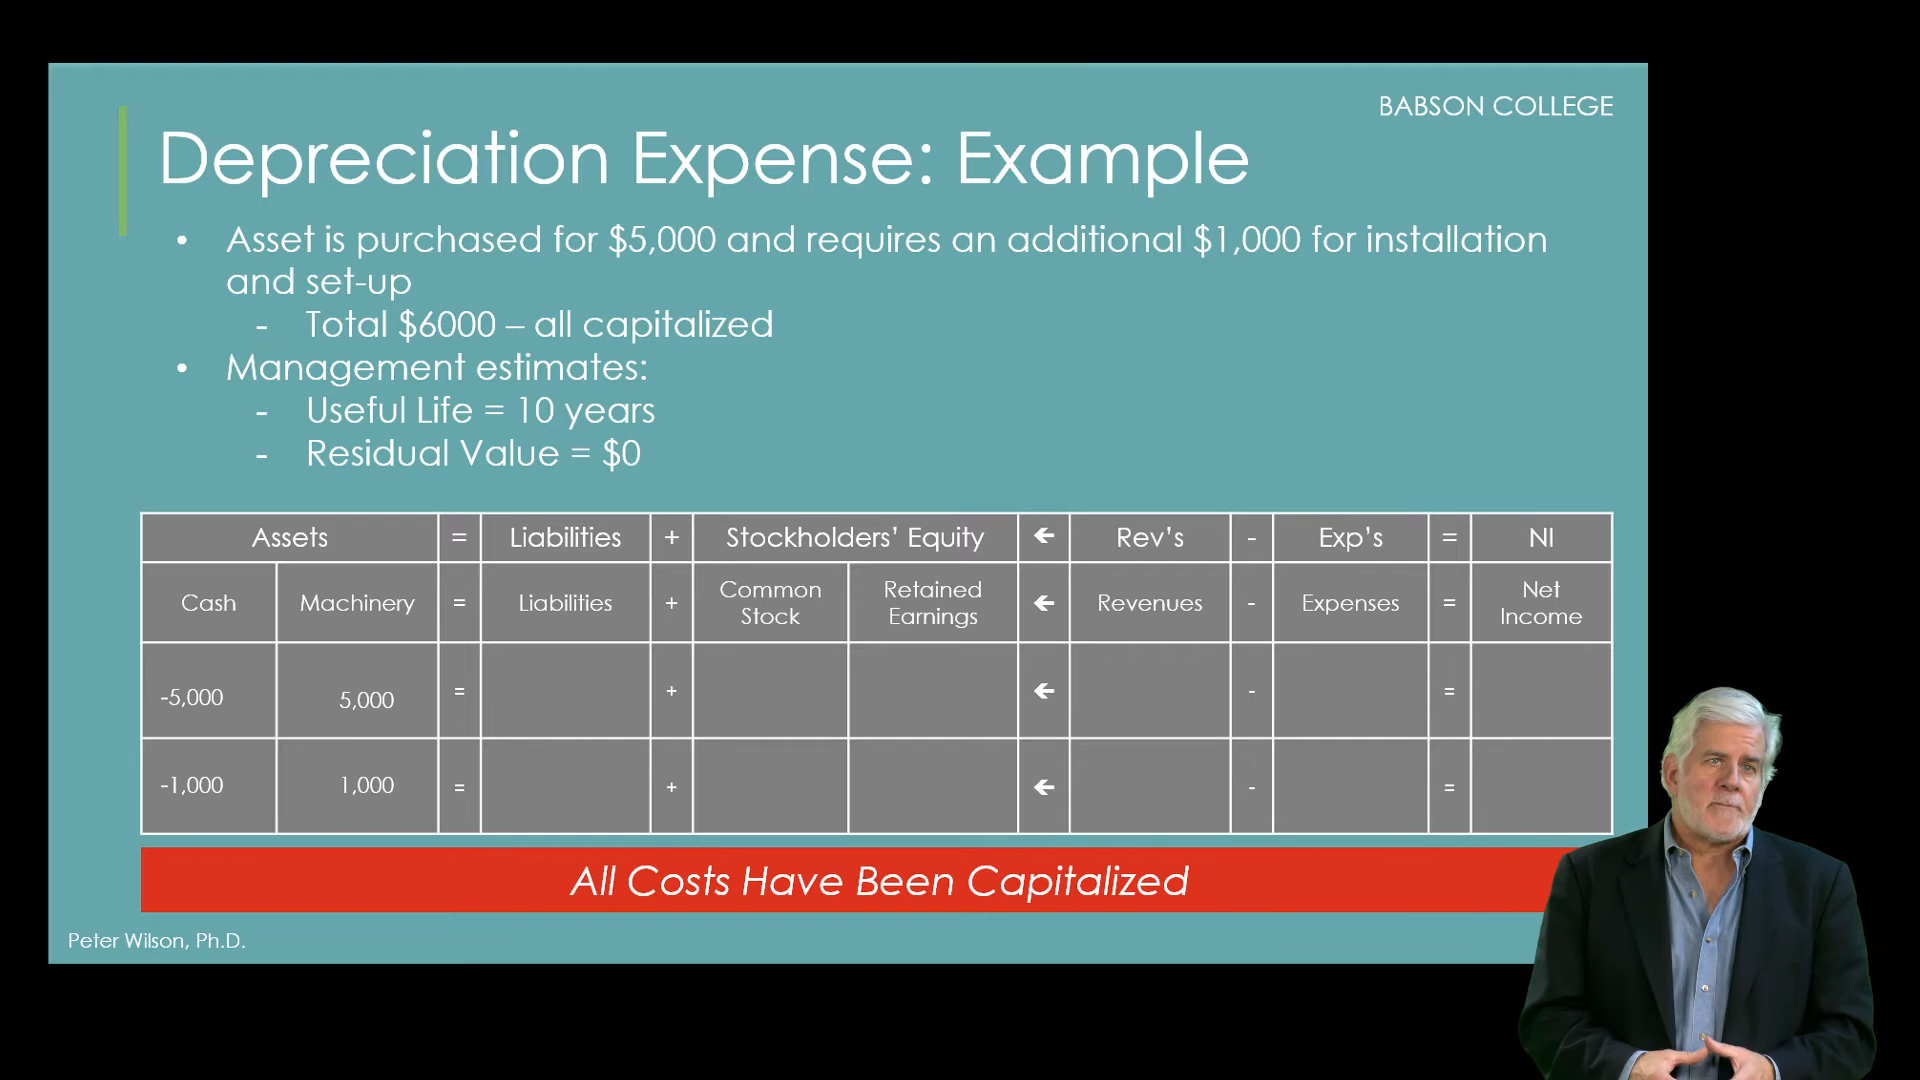 BABSON COLLEGE
Depreciation Expense: Example
• Asset is purchased for $5,000 and requires an additional $1,000 for installation
and set-up
- Total $6000 – all capitalized
• Management estimates:
- Useful Life = 10 years
- Residual Value = $0
Assets = Liabilities + Stockholders' Equity ← Rev's - Exp's = NI
Cash Machinery = Liabilities + Common Stock Retained Earnings ← Revenues - Expenses = Net Income
-5,000 5,000 = + ← - =
-1,000 1,000 = + ← - =
All Costs Have Been Capitalized
Peter Wilson, Ph.D.